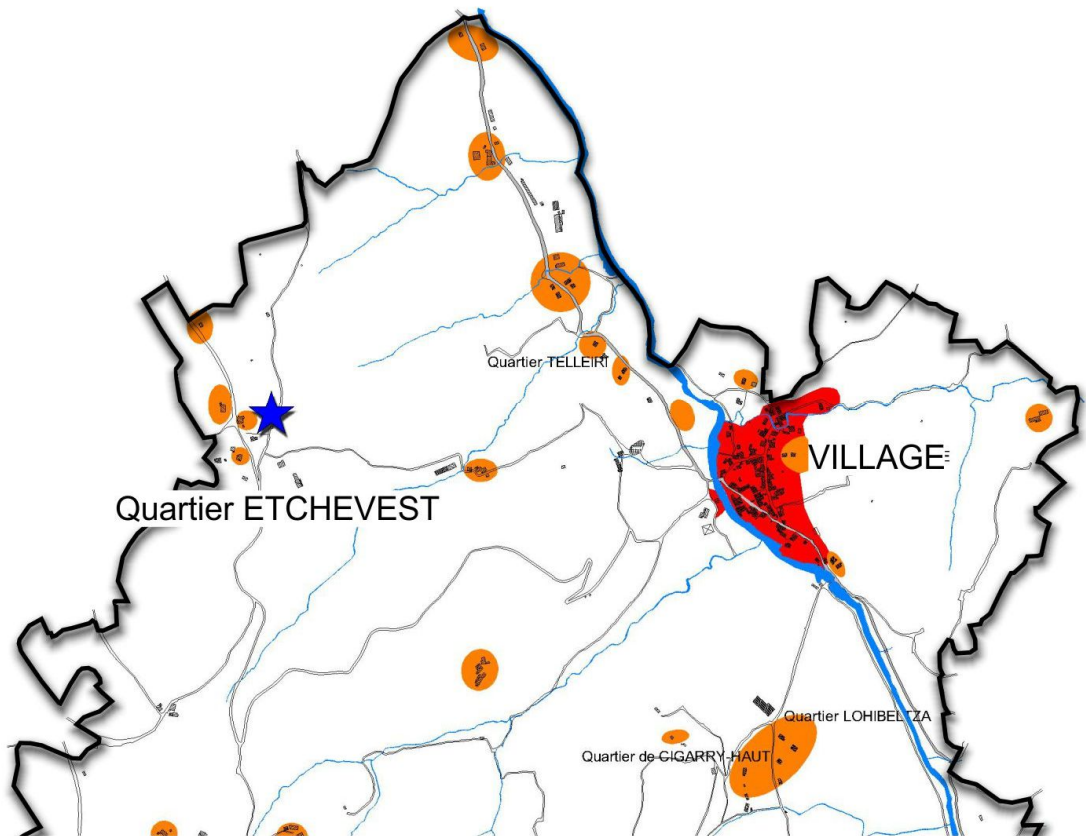 Quartier TELLEIRI
VILLAGE
Quartier ETCHEVEST
Quartier LOHIBELTZA
Quartier de CIGARRY-HAUT